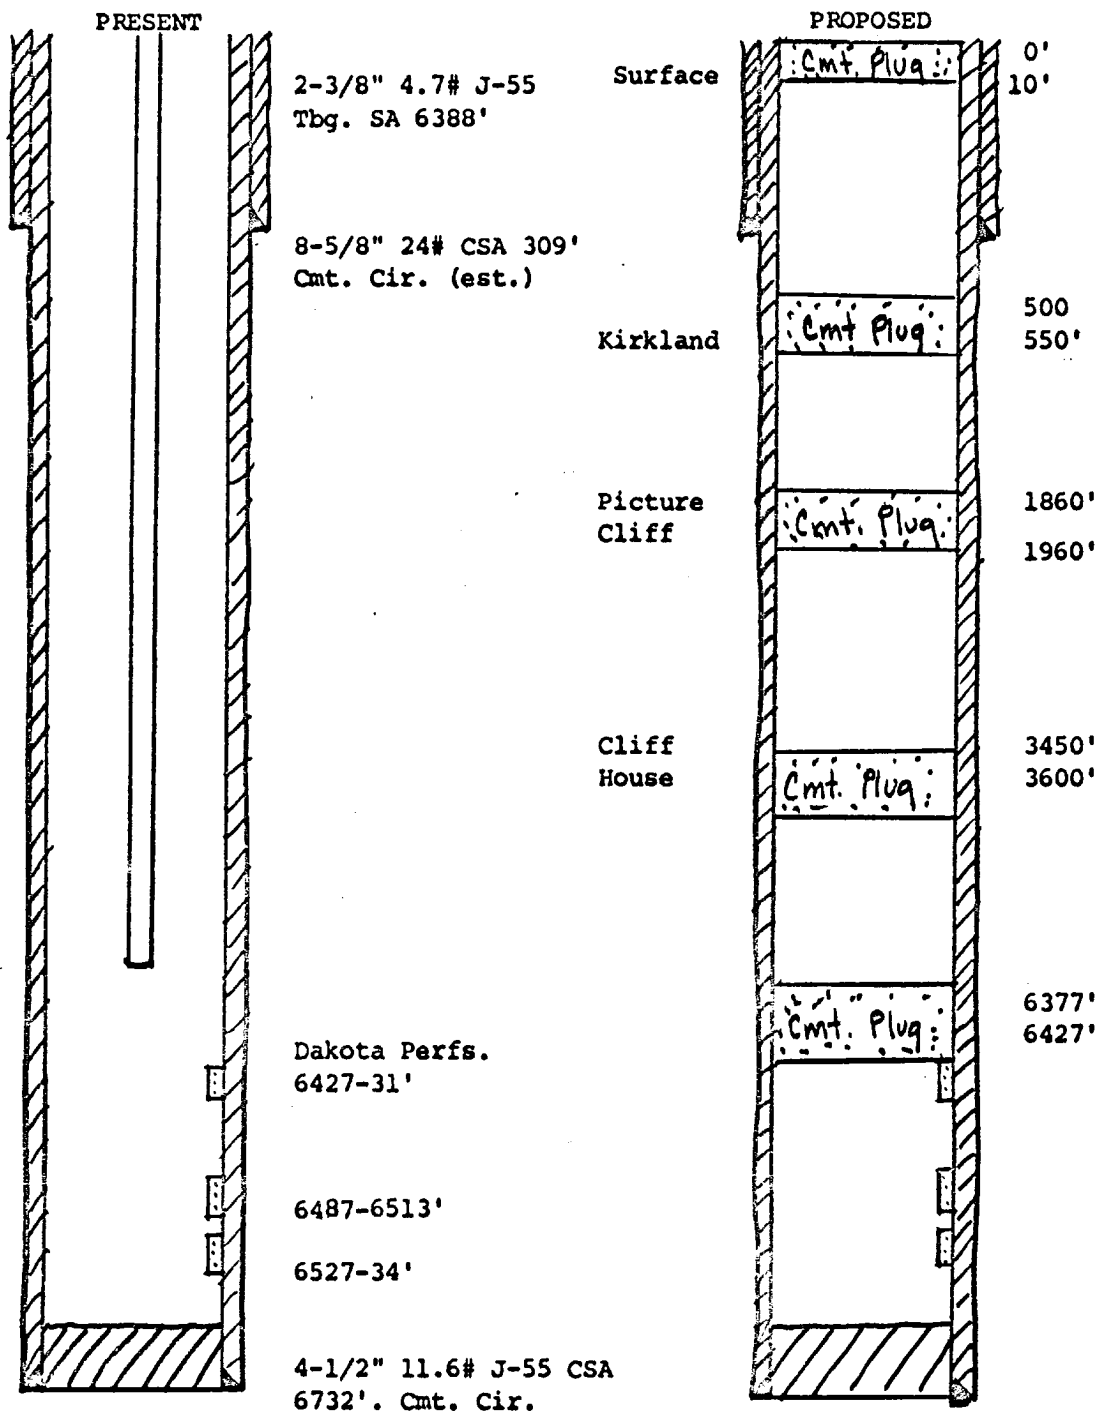 PRESENT
2-3/8" 4.7# J-55
Tbg. SA 6388'
8-5/8" 24# CSA 309'
Cmt. Cir. (est.)
Dakota Perfs.
6427-31'
6487-6513'
6527-34'
4-1/2" 11.6# J-55 CSA
6732'. Cmt. Cir.
PROPOSED
Surface
Cmt. Plug
0'
10'
Kirkland
Cmt Plug
500
550'
Picture
Cliff
Cmt. Plug
1860'
1960'
Cliff
House
Cmt. Plug
3450'
3600'
Cmt. Plug
6377'
6427'